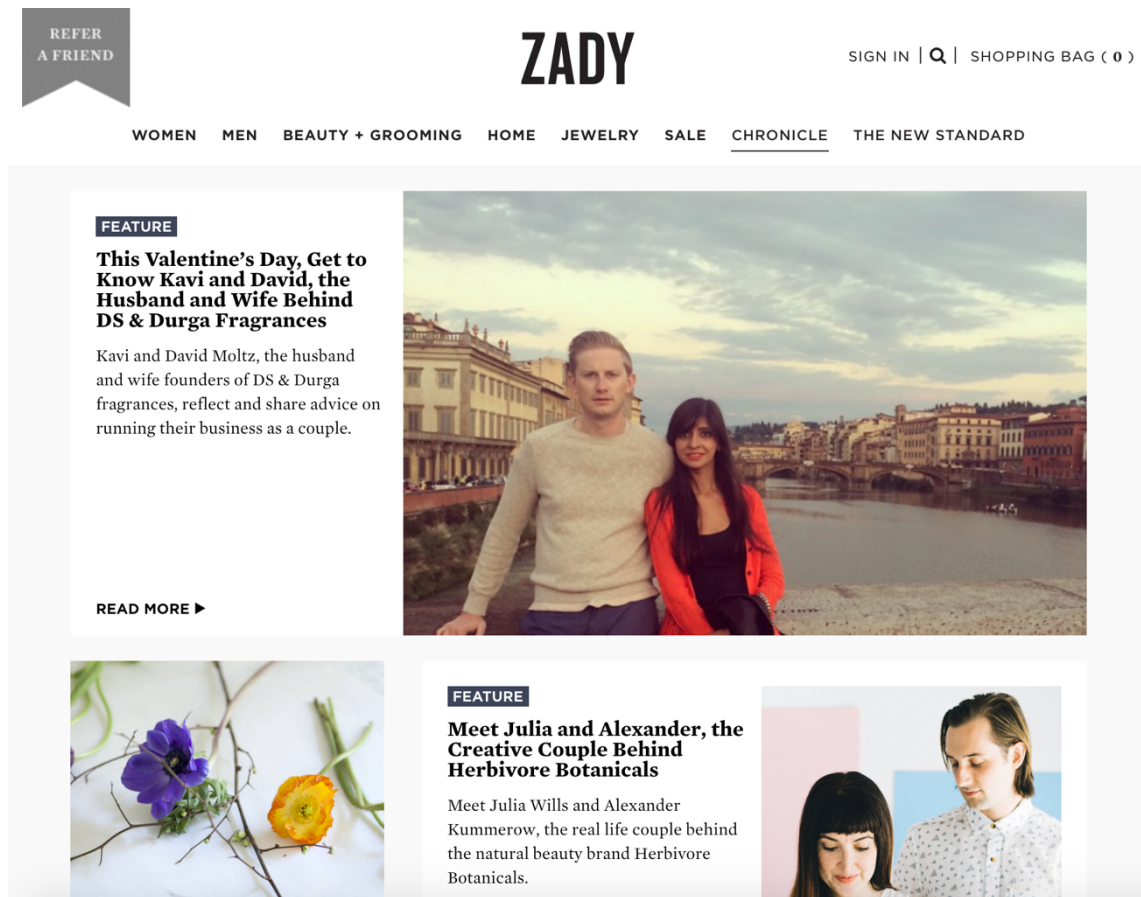 REFER
A FRIEND
ZADY
SIGN IN | | SHOPPING BAG ( 0 )
WOMEN MEN BEAUTY + GROOMING HOME JEWELRY SALE CHRONICLE THE NEW STANDARD
FEATURE
This Valentine’s Day, Get to
Know Kavi and David, the
Husband and Wife Behind
DS & Durga Fragrances
Kavi and David Moltz, the husband
and wife founders of DS & Durga
fragrances, reflect and share advice on
running their business as a couple.
READ MORE ▶
FEATURE
Meet Julia and Alexander, the
Creative Couple Behind
Herbivore Botanicals
Meet Julia Wills and Alexander
Kummerow, the real life couple behind
the natural beauty brand Herbivore
Botanicals.